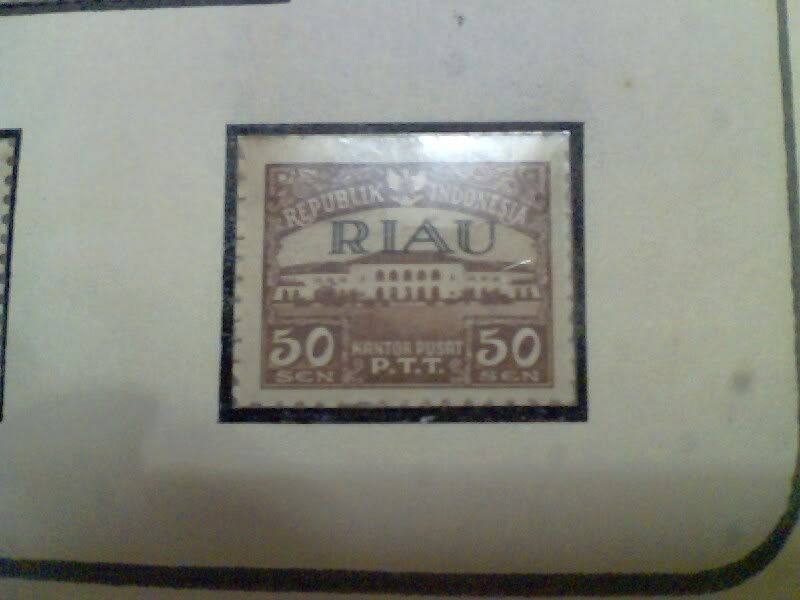 REPUBLIK INDONESIA
RIAU
50 50
KANTOR PUSAT
SEN P.T.T. SEN